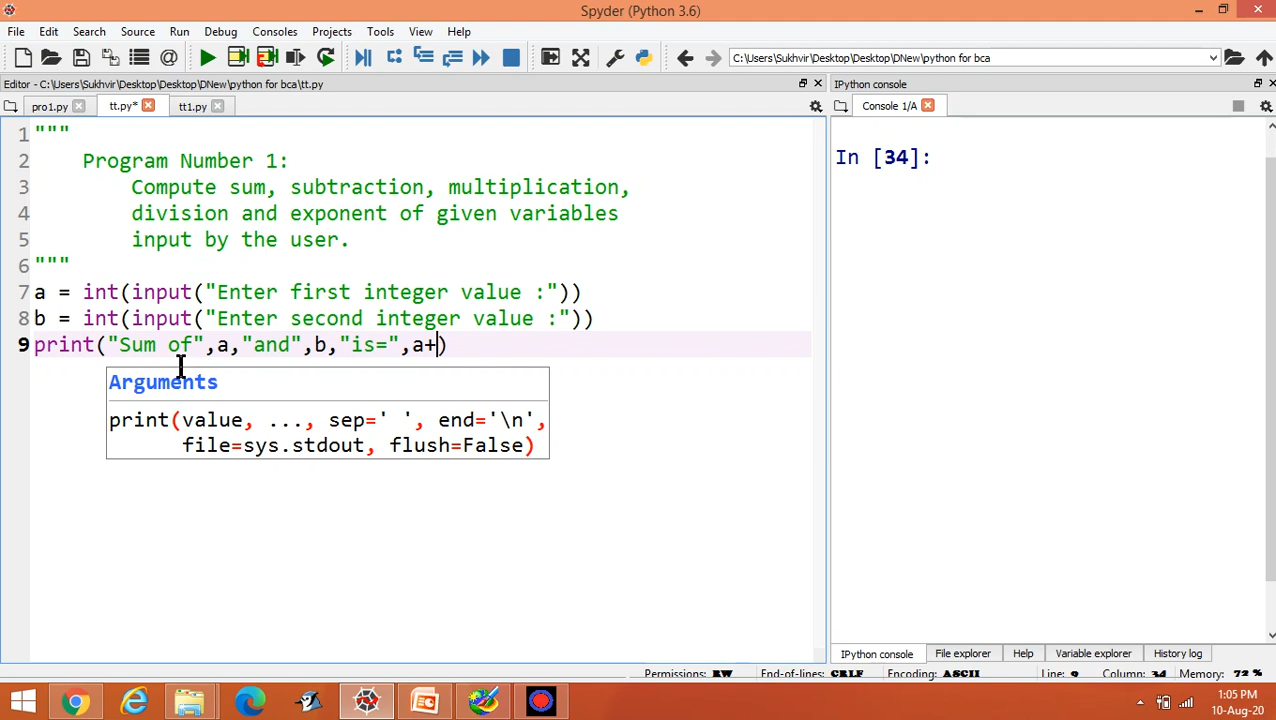 Spyder (Python 3.6)
File Edit Search Source Run Debug Consoles Projects Tools View Help
C:\Users\Sukhvir\Desktop\Desktop\DNew\python for bca
Editor - C:\Users\Sukhvir\Desktop\Desktop\DNew\python for bca\tt.py
IPython console
pro1.py tt.py* tt1.py
Console 1/A
1 """
2 Program Number 1:
3 Compute sum, subtraction, multiplication,
4 division and exponent of given variables
5 input by the user.
6 """
7 a = int(input("Enter first integer value :"))
8 b = int(input("Enter second integer value :"))
9 print("Sum of",a,"and",b,"is=",a+)
Arguments
print(value, ..., sep=' ', end='\n',
file=sys.stdout, flush=False)
In [34]:
IPython console File explorer Help Variable explorer History log
Permissions: RW End-of-lines: CRLF Encoding: ASCII Line: 9 Column: 34 Memory: 72 %
1:05 PM
10-Aug-20